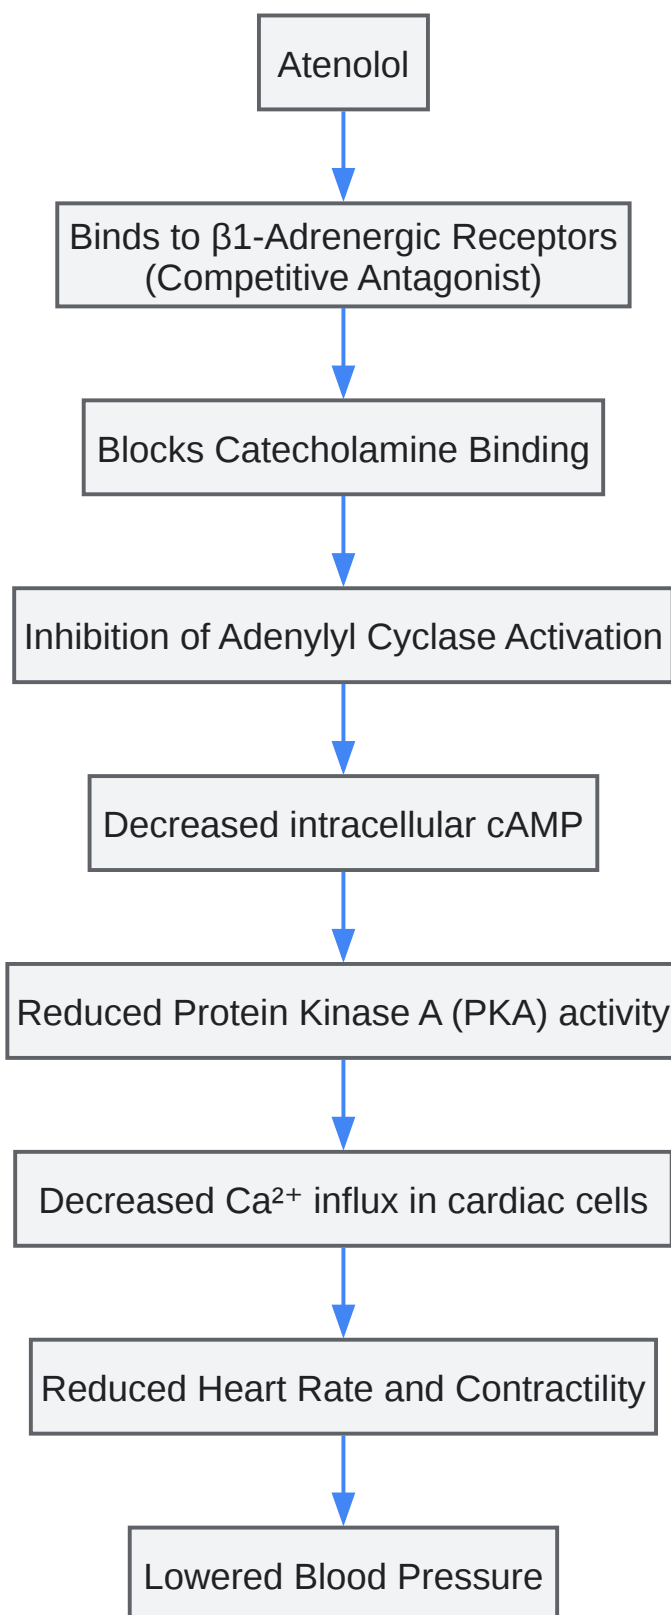 Atenolol
Binds to β1-Adrenergic Receptors
(Competitive Antagonist)
Blocks Catecholamine Binding
Inhibition of Adenylyl Cyclase Activation
Decreased intracellular cAMP
Reduced Protein Kinase A (PKA) activity
Decreased Ca²⁺ influx in cardiac cells
Reduced Heart Rate and Contractility
Lowered Blood Pressure